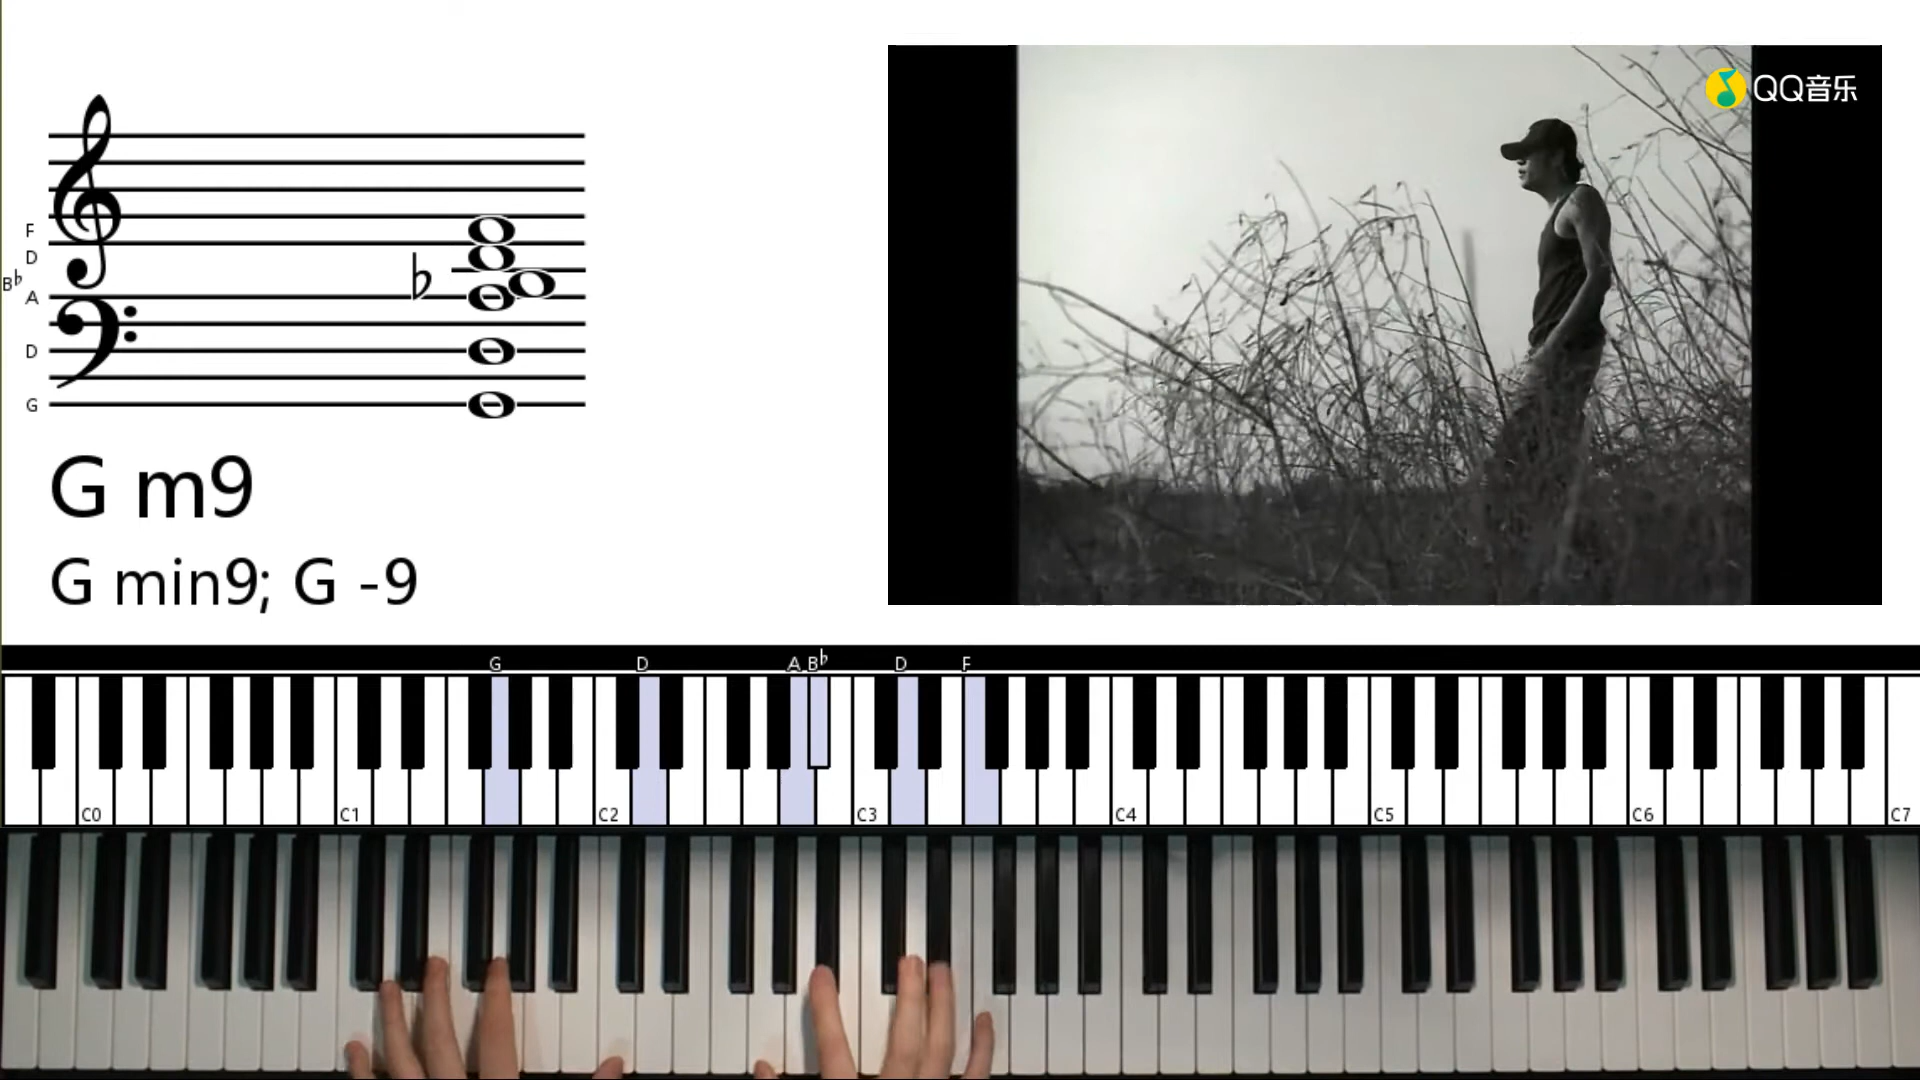 QQ音乐
F
D
B♭
A
D
G
G m9
G min9; G -9
G D A B♭ D F
C0 C1 C2 C3 C4 C5 C6 C7